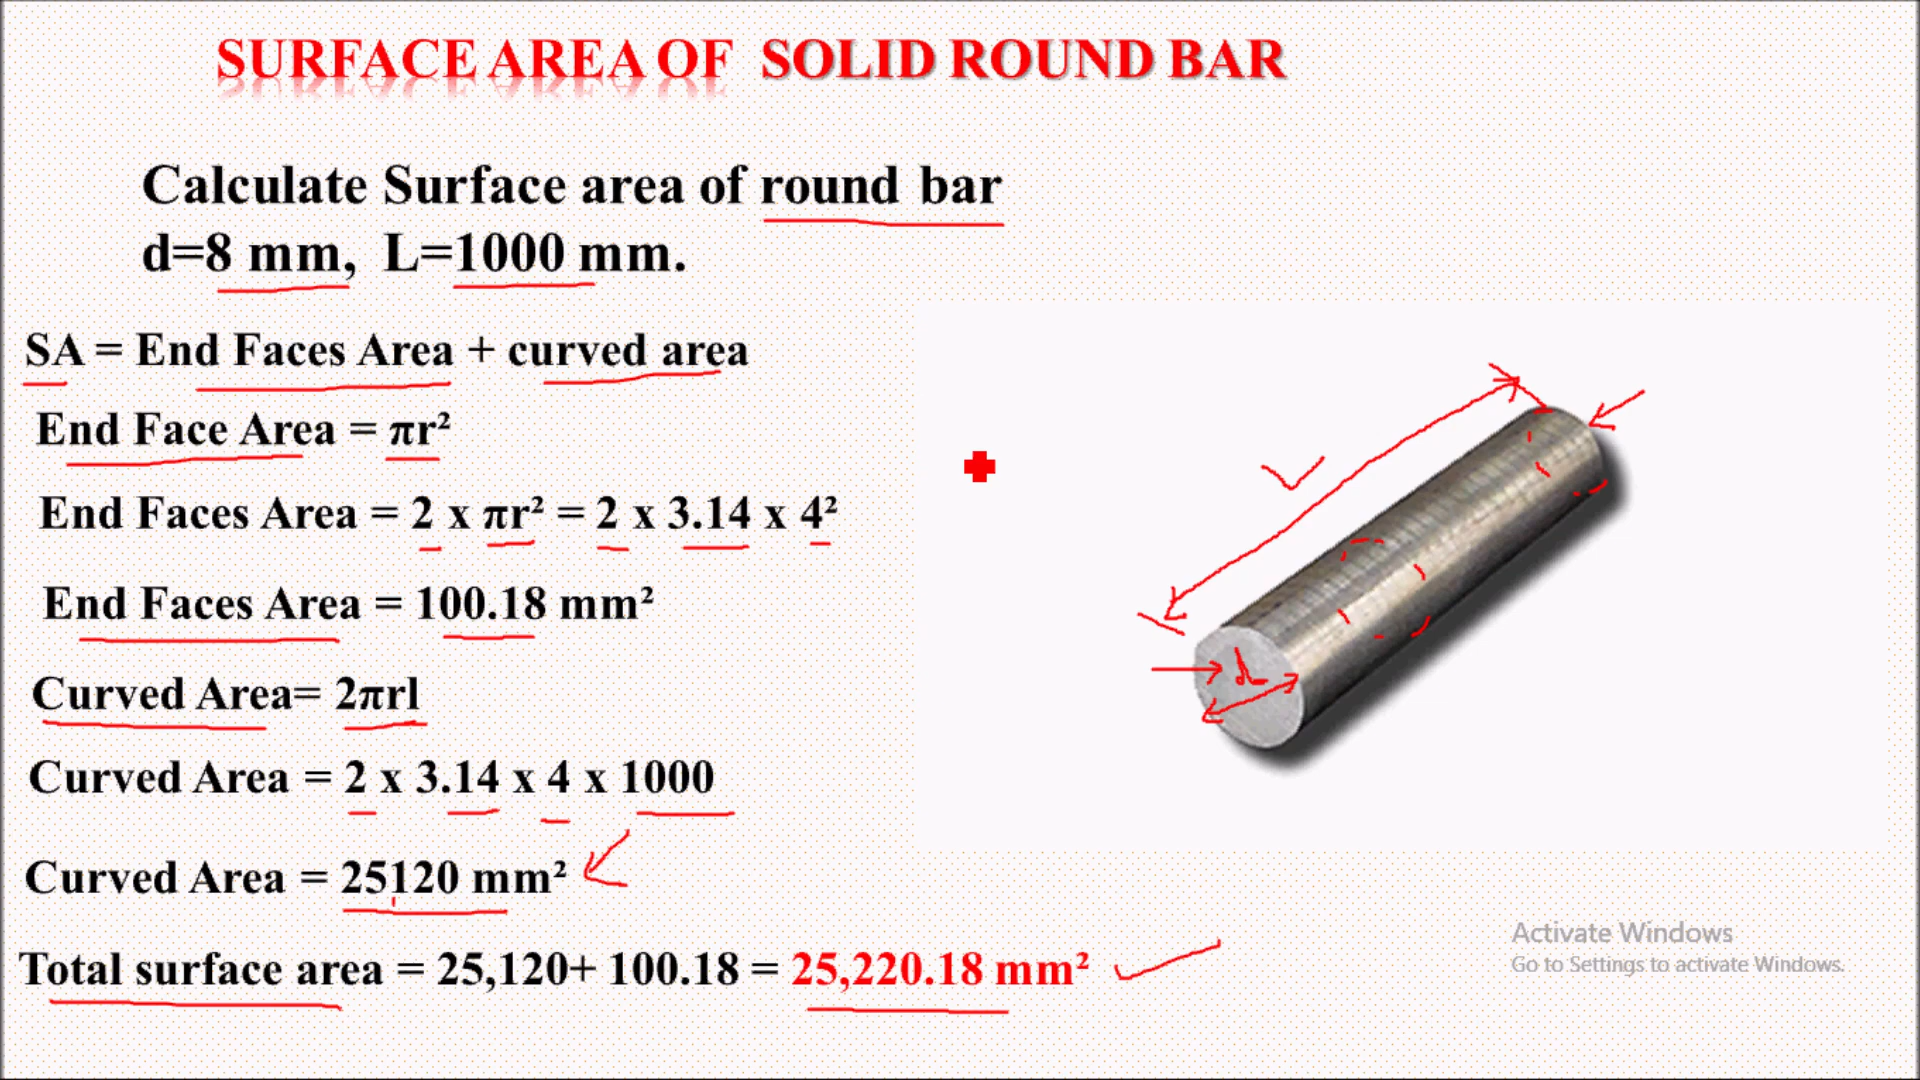 SURFACE AREA OF SOLID ROUND BAR
Calculate Surface area of round bar
d=8 mm, L=1000 mm.
SA = End Faces Area + curved area
End Face Area = πr²
End Faces Area = 2 x πr² = 2 x 3.14 x 4²
End Faces Area = 100.18 mm²
Curved Area= 2πrl
Curved Area = 2 x 3.14 x 4 x 1000
Curved Area = 25120 mm²
Total surface area = 25,120+ 100.18 = 25,220.18 mm²
d
Activate Windows
Go to Settings to activate Windows.